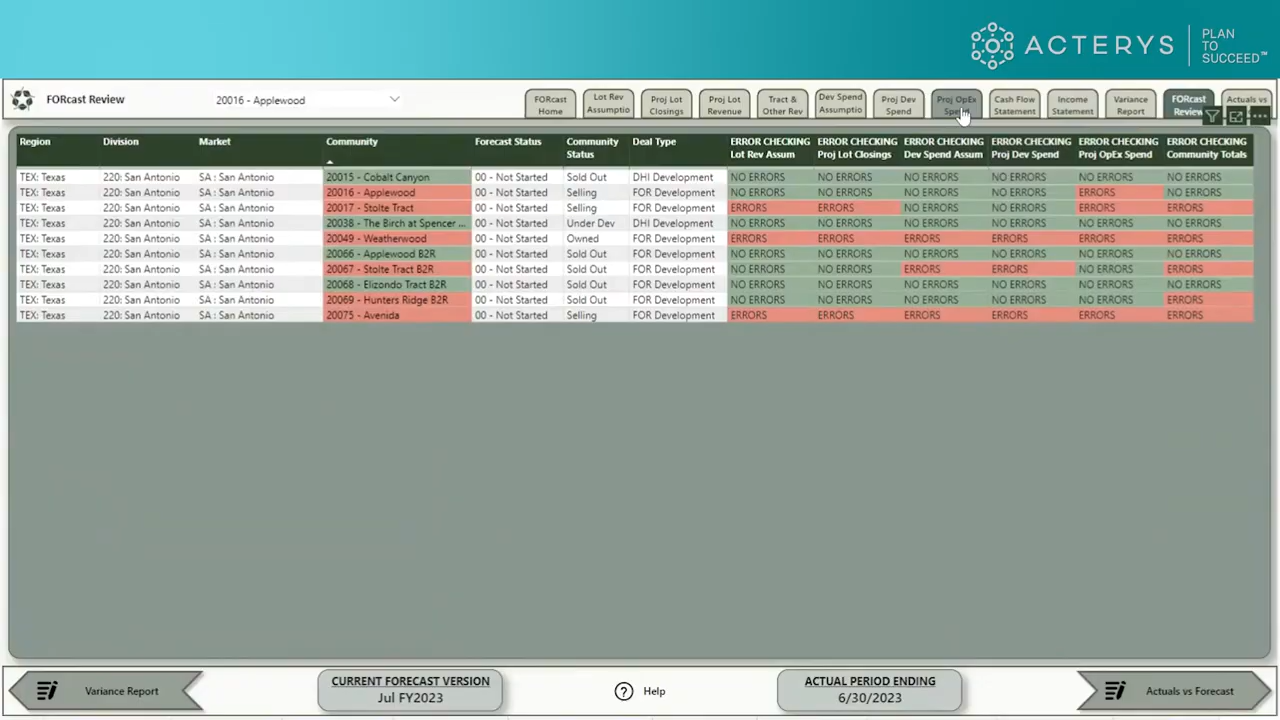 ACTERYS
PLAN
TO
SUCCEED™
FORcast Review
20016 - Applewood
FORcast
Home
Lot Rev
Assumptio
Proj Lot
Closings
Proj Lot
Revenue
Tract &
Other Rev
Dev Spend
Assumptio
Proj Dev
Spend
Proj OpEx
Spend
Cash Flow
Statement
Income
Statement
Variance
Report
FORcast
Review
Actuals vs
Region Division Market Community Forecast Status Community Status Deal Type ERROR CHECKING Lot Rev Assum ERROR CHECKING Proj Lot Closings ERROR CHECKING Dev Spend Assum ERROR CHECKING Proj Dev Spend ERROR CHECKING Proj OpEx Spend ERROR CHECKING Community Totals
TEX: Texas 220: San Antonio SA : San Antonio 20015 - Cobalt Canyon 00 - Not Started Sold Out DHI Development NO ERRORS NO ERRORS NO ERRORS NO ERRORS NO ERRORS NO ERRORS
TEX: Texas 220: San Antonio SA : San Antonio 20016 - Applewood 00 - Not Started Selling FOR Development NO ERRORS NO ERRORS NO ERRORS NO ERRORS ERRORS NO ERRORS
TEX: Texas 220: San Antonio SA : San Antonio 20017 - Stolte Tract 00 - Not Started Selling FOR Development ERRORS ERRORS NO ERRORS NO ERRORS ERRORS ERRORS
TEX: Texas 220: San Antonio SA : San Antonio 20038 - The Birch at Spencer ... 00 - Not Started Under Dev DHI Development NO ERRORS NO ERRORS NO ERRORS NO ERRORS NO ERRORS NO ERRORS
TEX: Texas 220: San Antonio SA : San Antonio 20049 - Weatherwood 00 - Not Started Owned FOR Development ERRORS ERRORS ERRORS ERRORS ERRORS ERRORS
TEX: Texas 220: San Antonio SA : San Antonio 20066 - Applewood B2R 00 - Not Started Sold Out FOR Development NO ERRORS NO ERRORS NO ERRORS NO ERRORS NO ERRORS NO ERRORS
TEX: Texas 220: San Antonio SA : San Antonio 20067 - Stolte Tract B2R 00 - Not Started Sold Out FOR Development NO ERRORS NO ERRORS ERRORS ERRORS NO ERRORS ERRORS
TEX: Texas 220: San Antonio SA : San Antonio 20068 - Elizondo Tract B2R 00 - Not Started Sold Out FOR Development NO ERRORS NO ERRORS NO ERRORS NO ERRORS NO ERRORS NO ERRORS
TEX: Texas 220: San Antonio SA : San Antonio 20069 - Hunters Ridge B2R 00 - Not Started Sold Out FOR Development NO ERRORS NO ERRORS NO ERRORS NO ERRORS NO ERRORS ERRORS
TEX: Texas 220: San Antonio SA : San Antonio 20075 - Avenida 00 - Not Started Selling FOR Development ERRORS ERRORS ERRORS ERRORS ERRORS ERRORS
Variance Report
CURRENT FORECAST VERSION
Jul FY2023
Help
ACTUAL PERIOD ENDING
6/30/2023
Actuals vs Forecast